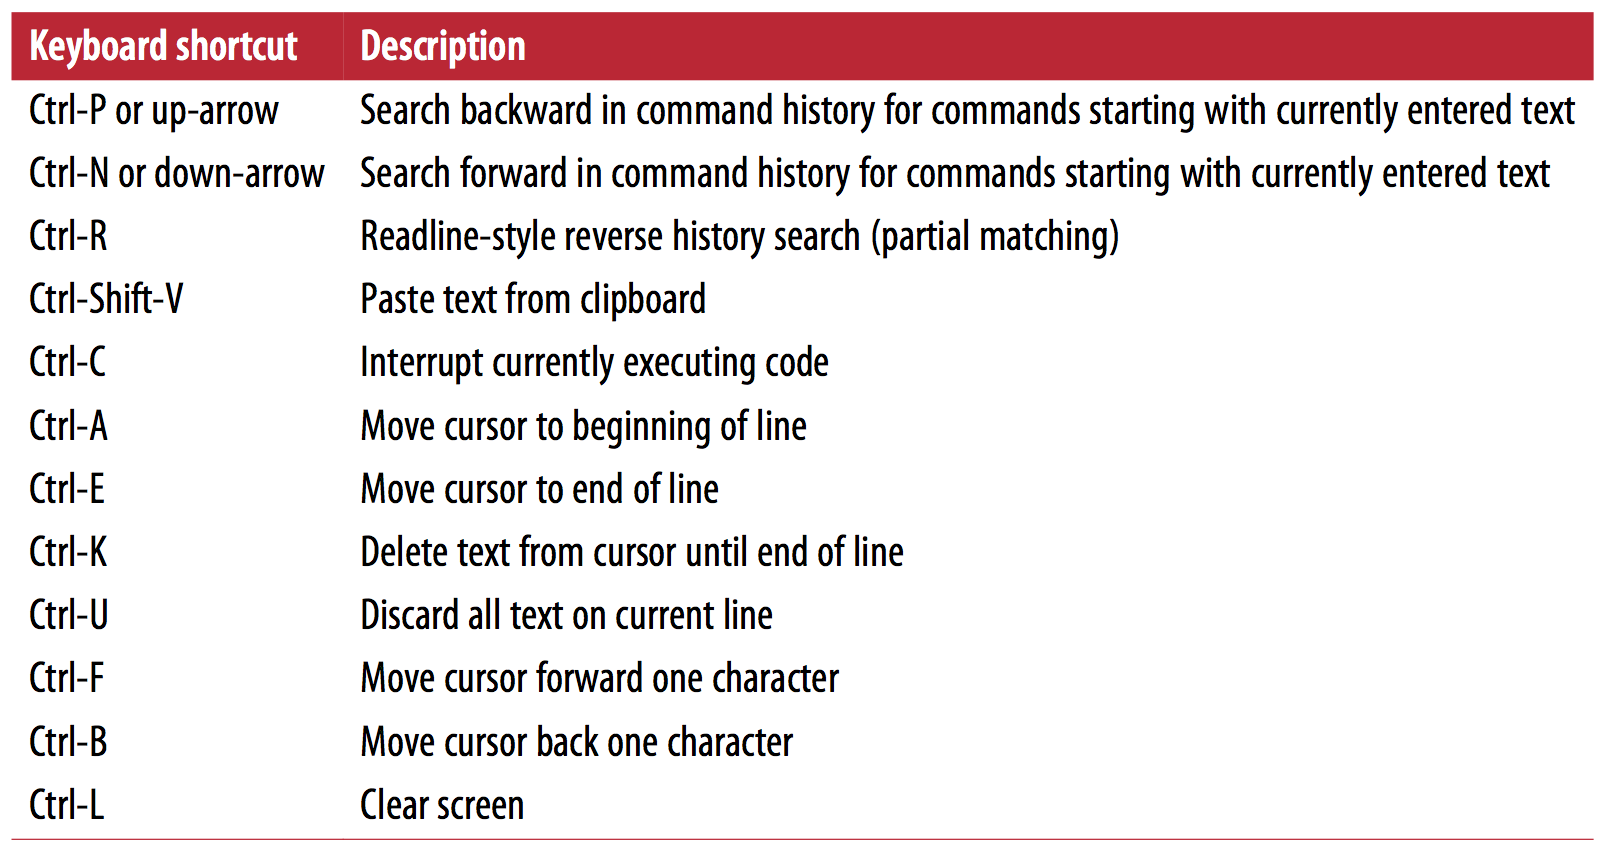 Keyboard shortcut Description
Ctrl-P or up-arrow Search backward in command history for commands starting with currently entered text
Ctrl-N or down-arrow Search forward in command history for commands starting with currently entered text
Ctrl-R Readline-style reverse history search (partial matching)
Ctrl-Shift-V Paste text from clipboard
Ctrl-C Interrupt currently executing code
Ctrl-A Move cursor to beginning of line
Ctrl-E Move cursor to end of line
Ctrl-K Delete text from cursor until end of line
Ctrl-U Discard all text on current line
Ctrl-F Move cursor forward one character
Ctrl-B Move cursor back one character
Ctrl-L Clear screen